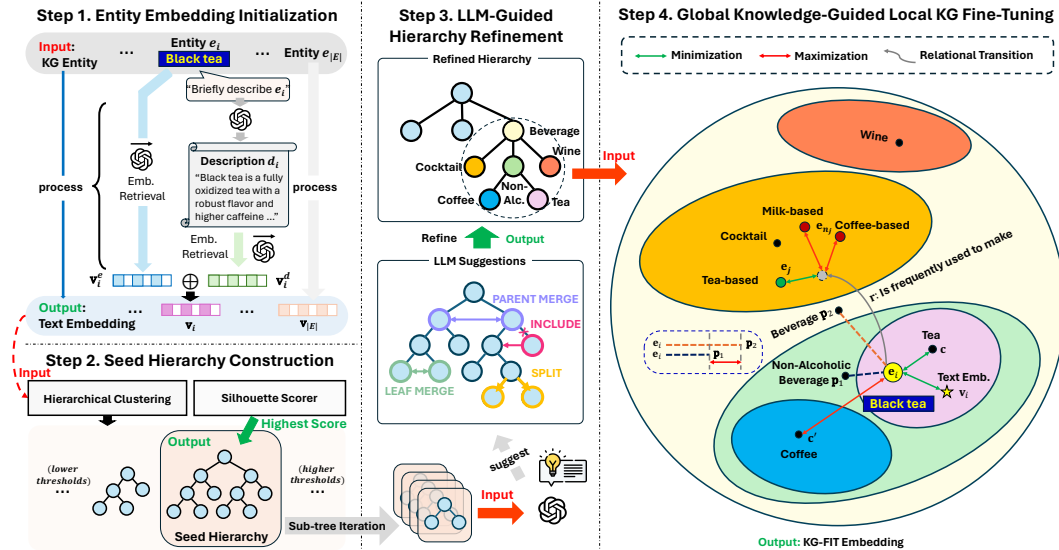 Step 1. Entity Embedding Initialization
Input:
KG Entity
...
Entity e_i
Black tea
...
Entity e_|E|
"Briefly describe e_i"
process
Emb.
Retrieval
Description d_i
"Black tea is a fully
oxidized tea with a
robust flavor and
higher caffeine ..."
process
Emb.
Retrieval
v_i^e
⊕
v_i^d
Output:
Text Embedding
...
v_i
...
v_|E|
Step 2. Seed Hierarchy Construction
Input
Hierarchical Clustering
Silhouette Scorer
Highest Score
Output
(lower
thresholds)
...
(higher
thresholds)
...
Seed Hierarchy
Sub-tree Iteration
Step 3. LLM-Guided
Hierarchy Refinement
Refined Hierarchy
Beverage
Wine
Cocktail
Non-
Alc.
Coffee
Tea
Input
Refine
Output
LLM Suggestions
PARENT MERGE
INCLUDE
LEAF MERGE
SPLIT
suggest
Input
Step 4. Global Knowledge-Guided Local KG Fine-Tuning
Minimization
Maximization
Relational Transition
Wine
Milk-based
e_n_j
Coffee-based
Cocktail
Tea-based
e_j
r: Is frequently used to make
Beverage p_2
e_i
p_2
e_i
p_1
Non-Alcoholic
Beverage p_1
Tea
c
e_i
Text Emb.
v_i
Black tea
c'
Coffee
Output: KG-FIT Embedding